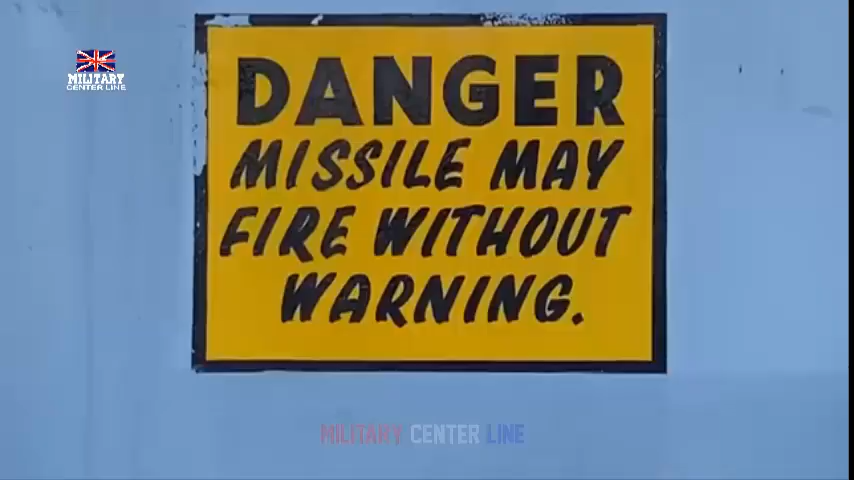 MILITARY
CENTER LINE
DANGER
MISSILE MAY
FIRE WITHOUT
WARNING.
MILITARY CENTER LINE